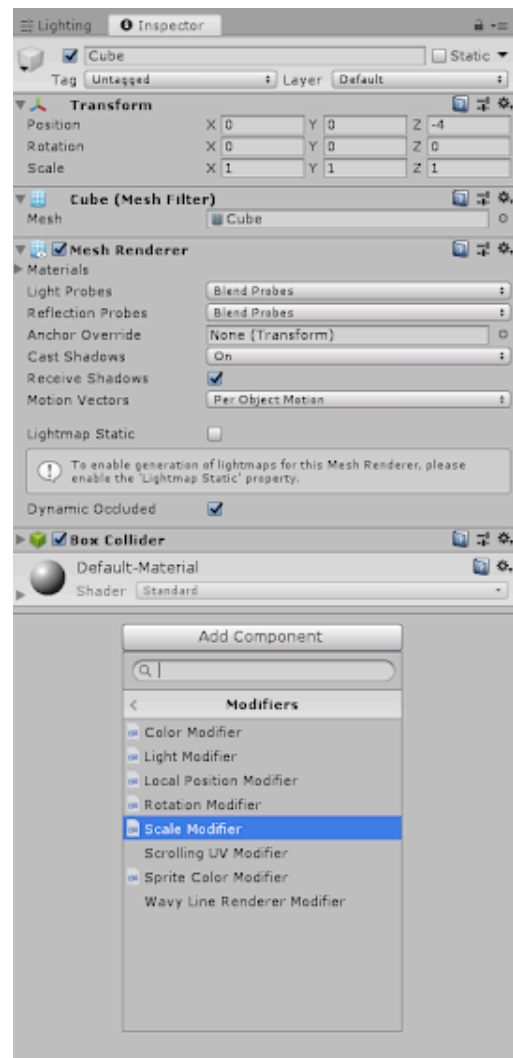 Lighting Inspector
Cube Static
Tag Untagged Layer Default
Transform
Position X 0 Y 0 Z -4
Rotation X 0 Y 0 Z 0
Scale X 1 Y 1 Z 1
Cube (Mesh Filter)
Mesh Cube
Mesh Renderer
Materials
Light Probes Blend Probes
Reflection Probes Blend Probes
Anchor Override None (Transform)
Cast Shadows On
Receive Shadows
Motion Vectors Per Object Motion
Lightmap Static
To enable generation of lightmaps for this Mesh Renderer, please
enable the 'Lightmap Static' property.
Dynamic Occluded
Box Collider
Default-Material
Shader Standard
Add Component
Modifiers
Color Modifier
Light Modifier
Local Position Modifier
Rotation Modifier
Scale Modifier
Scrolling UV Modifier
Sprite Color Modifier
Wavy Line Renderer Modifier